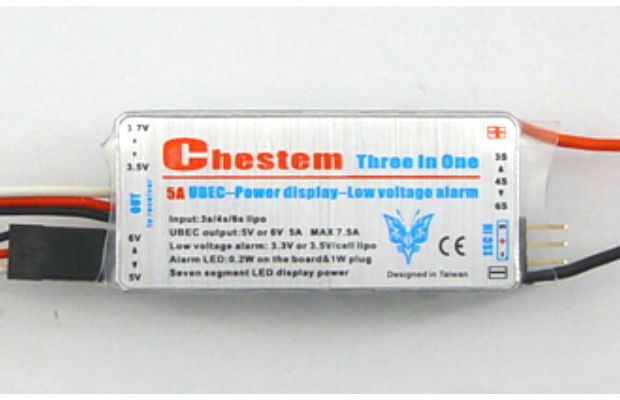 Chestem Three In One
5A UBEC-Power display-Low voltage alarm
Input:3s/4s/6s lipo
UBEC output:5V or 6V 5A MAX 7.5A
Low voltage alarm: 3.3V or 3.5V/cell lipo
Alarm LED:0.2W on the board&1W plug
Seven segment LED display power
CE
Designed in Taiwan
3.7V
3.5V
OUT
to receiver
6V
5V
3S
4S
6S
ESC IN